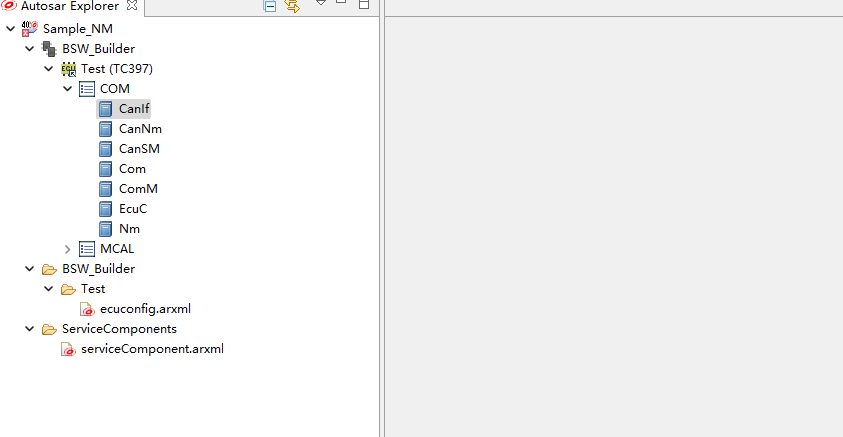 Autosar Explorer
Sample_NM
BSW_Builder
Test (TC397)
COM
CanIf
CanNm
CanSM
Com
ComM
EcuC
Nm
MCAL
BSW_Builder
Test
ecuconfig.arxml
ServiceComponents
serviceComponent.arxml